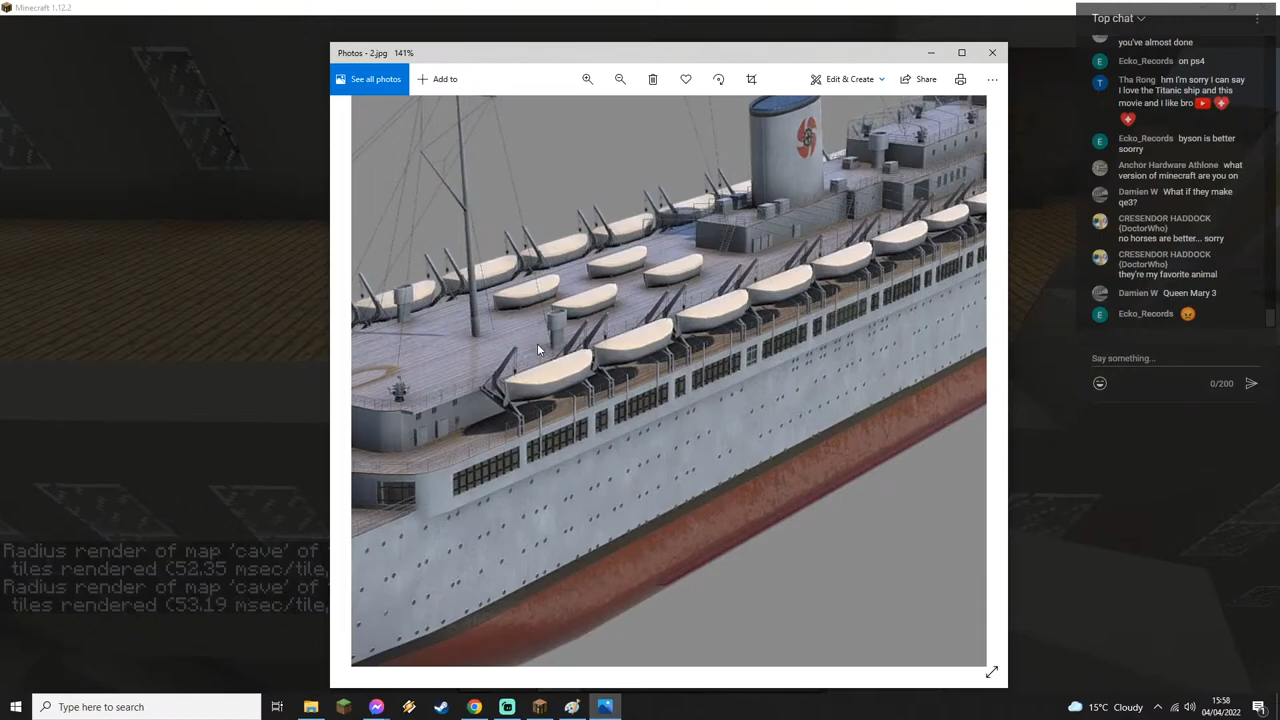 Minecraft 1.12.2
Photos - 2.jpg 141%
See all photos
Add to
Edit & Create
Share
Top chat
you've almost done
Ecko_Records on ps4
Tha Rong hm I'm sorry I can say
I love the Titanic ship and this
movie and I like bro
Ecko_Records byson is better
soorry
Anchor Hardware Athlone what
version of minecraft are you on
Damien W What if they make
qe3?
CRESENDOR HADDOCK
{DoctorWho}
no horses are better... sorry
CRESENDOR HADDOCK
{DoctorWho}
they're my favorite animal
Damien W Queen Mary 3
Ecko_Records
Say something...
0/200
Radius render of map 'cave' of
tiles rendered (52.35 msec/tile,
Radius render of map 'cave' of
tiles rendered (53.19 msec/tile,
Type here to search
15°C Cloudy
15:58
04/04/2022